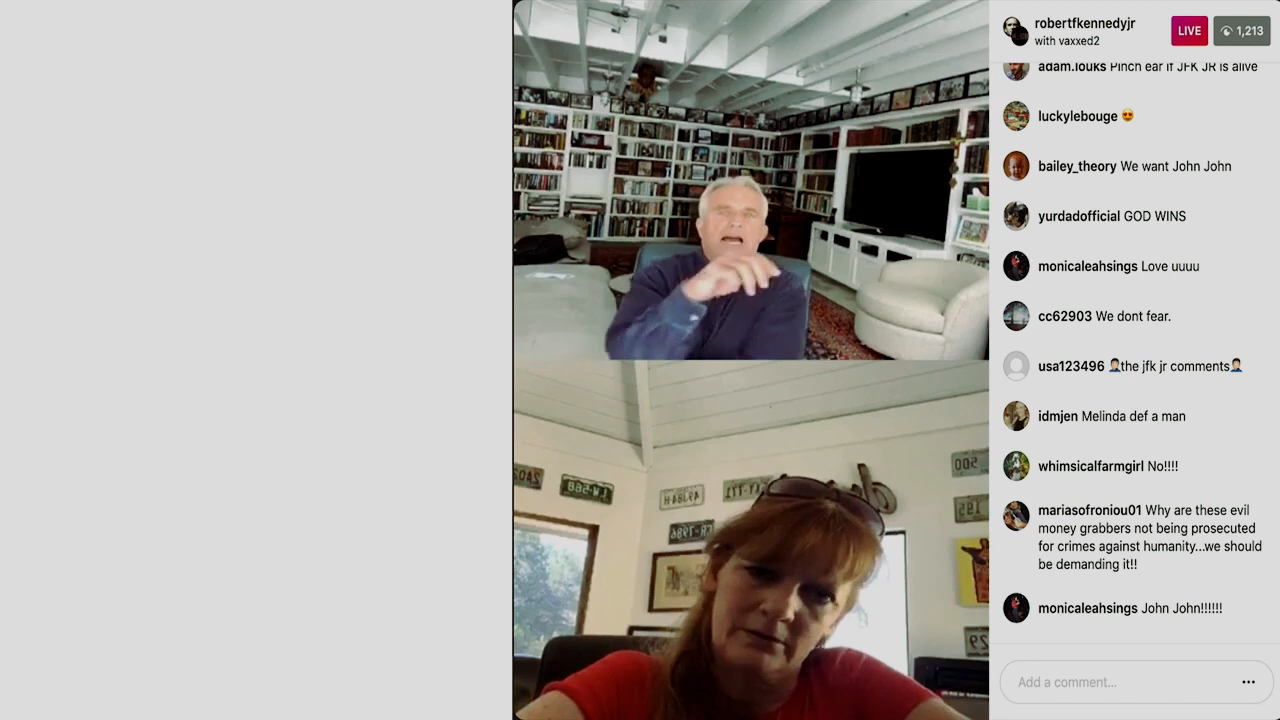 robertfkennedyjr
with vaxxed2
LIVE
1,213
adam.louks Pinch ear if JFK JR is alive
luckylebouge 😍
bailey_theory We want John John
yurdadofficial GOD WINS
monicaleahsings Love uuuu
cc62903 We dont fear.
usa123496 🤦🏻‍♂️the jfk jr comments🤦🏻‍♂️
idmjen Melinda def a man
whimsicalfarmgirl No!!!!
mariasofroniou01 Why are these evil
money grabbers not being prosecuted
for crimes against humanity...we should
be demanding it!!
monicaleahsings John John!!!!!!
Add a comment...